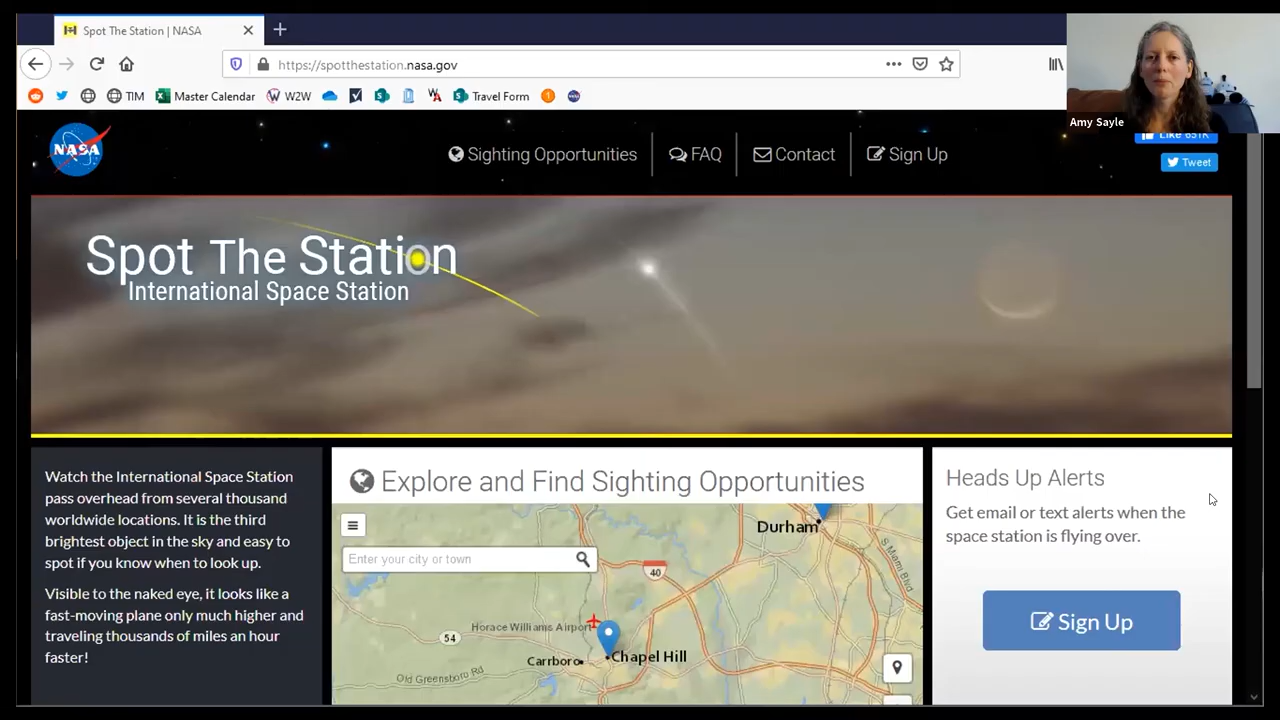 Spot The Station | NASA
https://spotthestation.nasa.gov
TIM
Master Calendar
W2W
Travel Form
Amy Sayle
NASA
Sighting Opportunities
FAQ
Contact
Sign Up
Like 651K
Tweet
Spot The Station
International Space Station
Watch the International Space Station
pass overhead from several thousand
worldwide locations. It is the third
brightest object in the sky and easy to
spot if you know when to look up.
Visible to the naked eye, it looks like a
fast-moving plane only much higher and
traveling thousands of miles an hour
faster!
Explore and Find Sighting Opportunities
Enter your city or town
Durham
40
S Miami Blvd
Horace Williams Airport
54
Chapel Hill
Carrboro
Old Greensboro Rd
Heads Up Alerts
Get email or text alerts when the
space station is flying over.
Sign Up